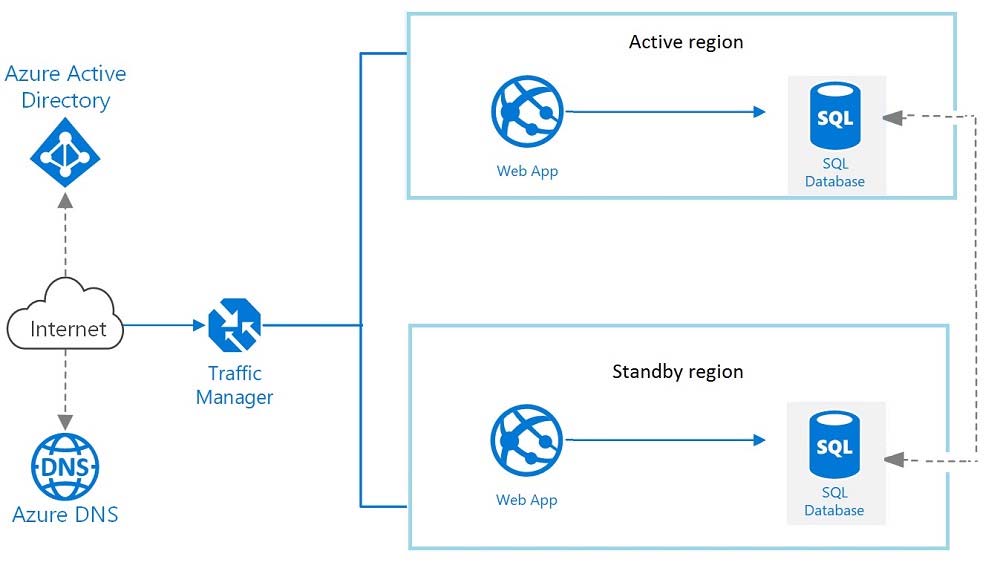 Azure Active
Directory
Internet
DNS
Azure DNS
Traffic
Manager
Active region
Web App
SQL
SQL
Database
Standby region
Web App
SQL
SQL
Database